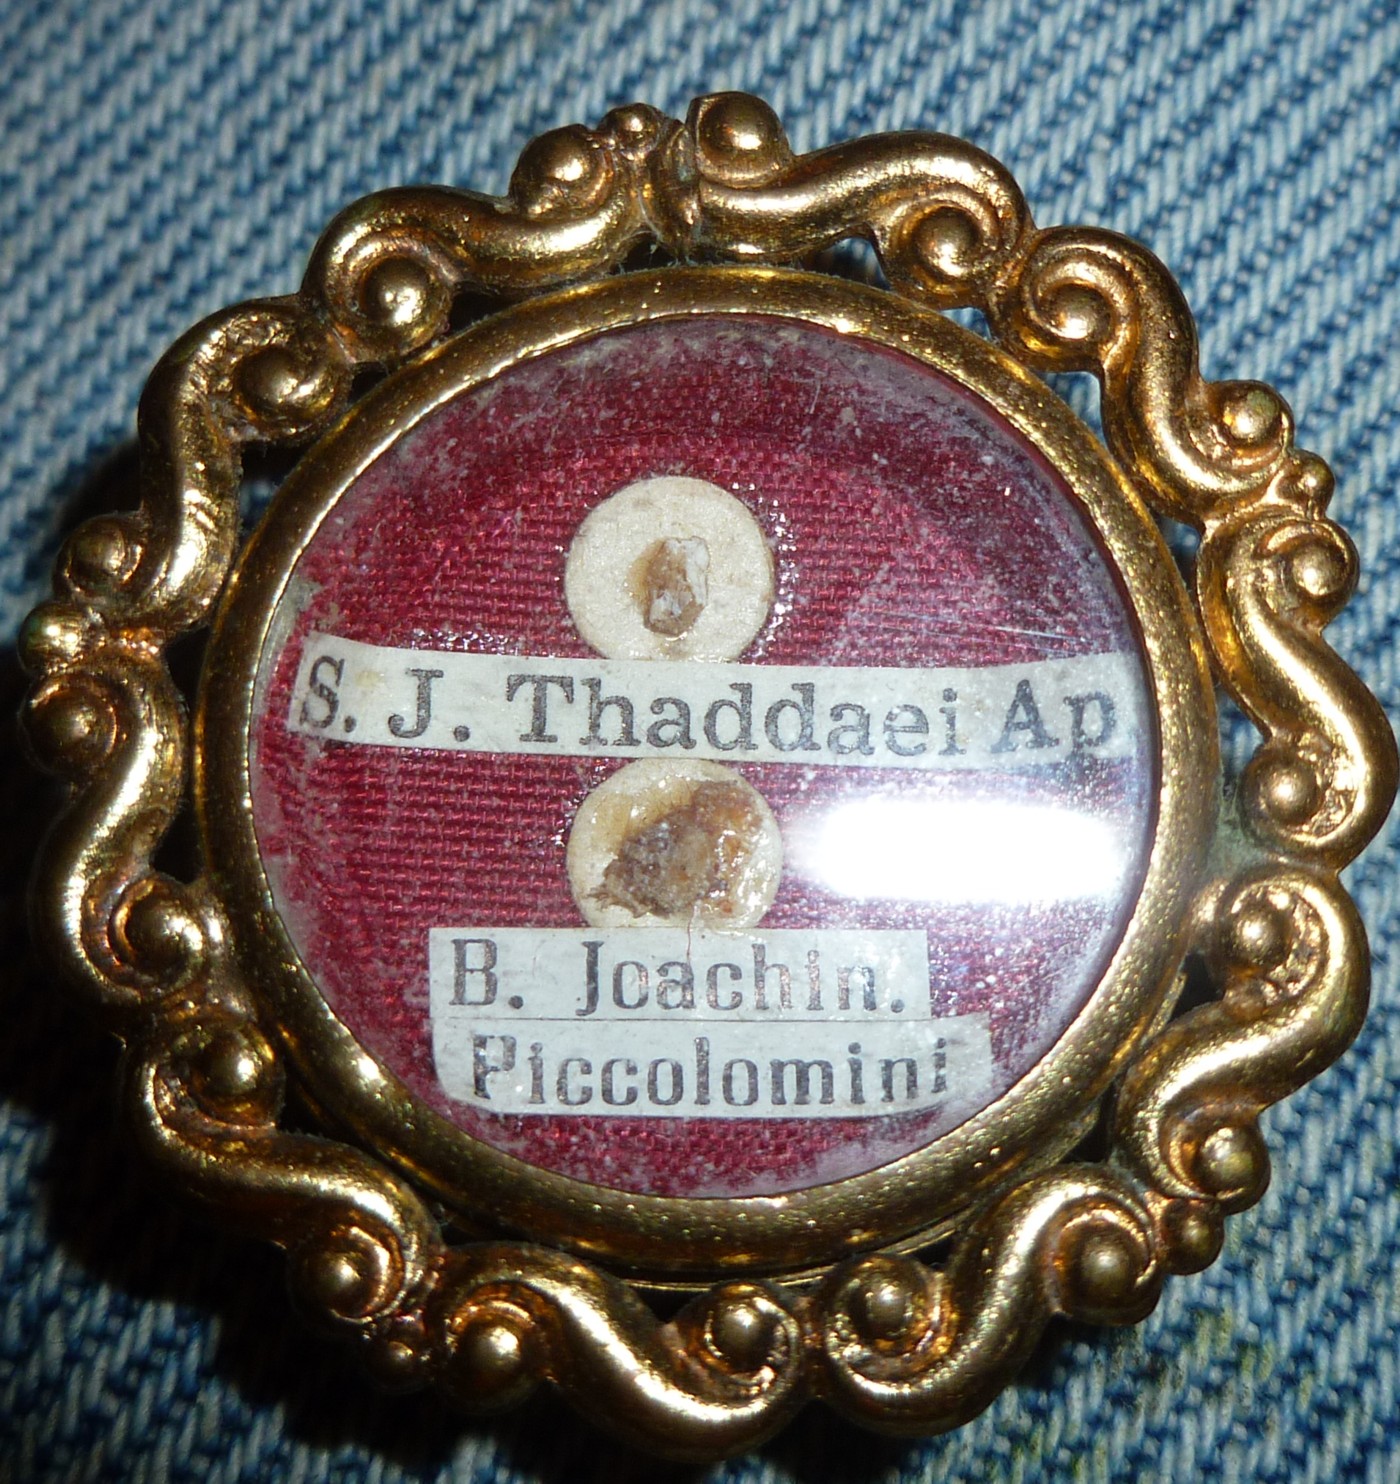 S. J. Thaddaei Ap
B. Joachin.
Piccolomini